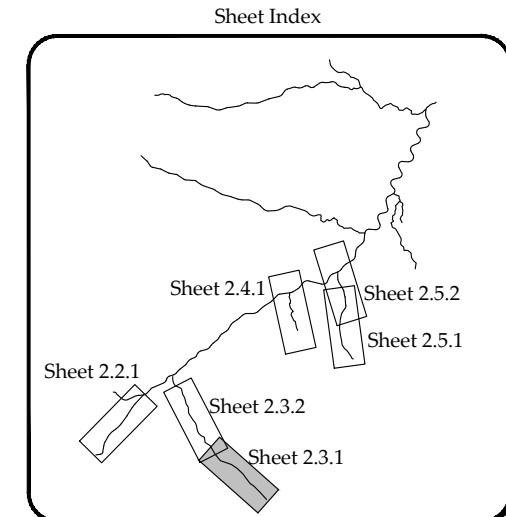 Sheet Index
Sheet 2.4.1
Sheet 2.5.2
Sheet 2.5.1
Sheet 2.2.1
Sheet 2.3.2
Sheet 2.3.1